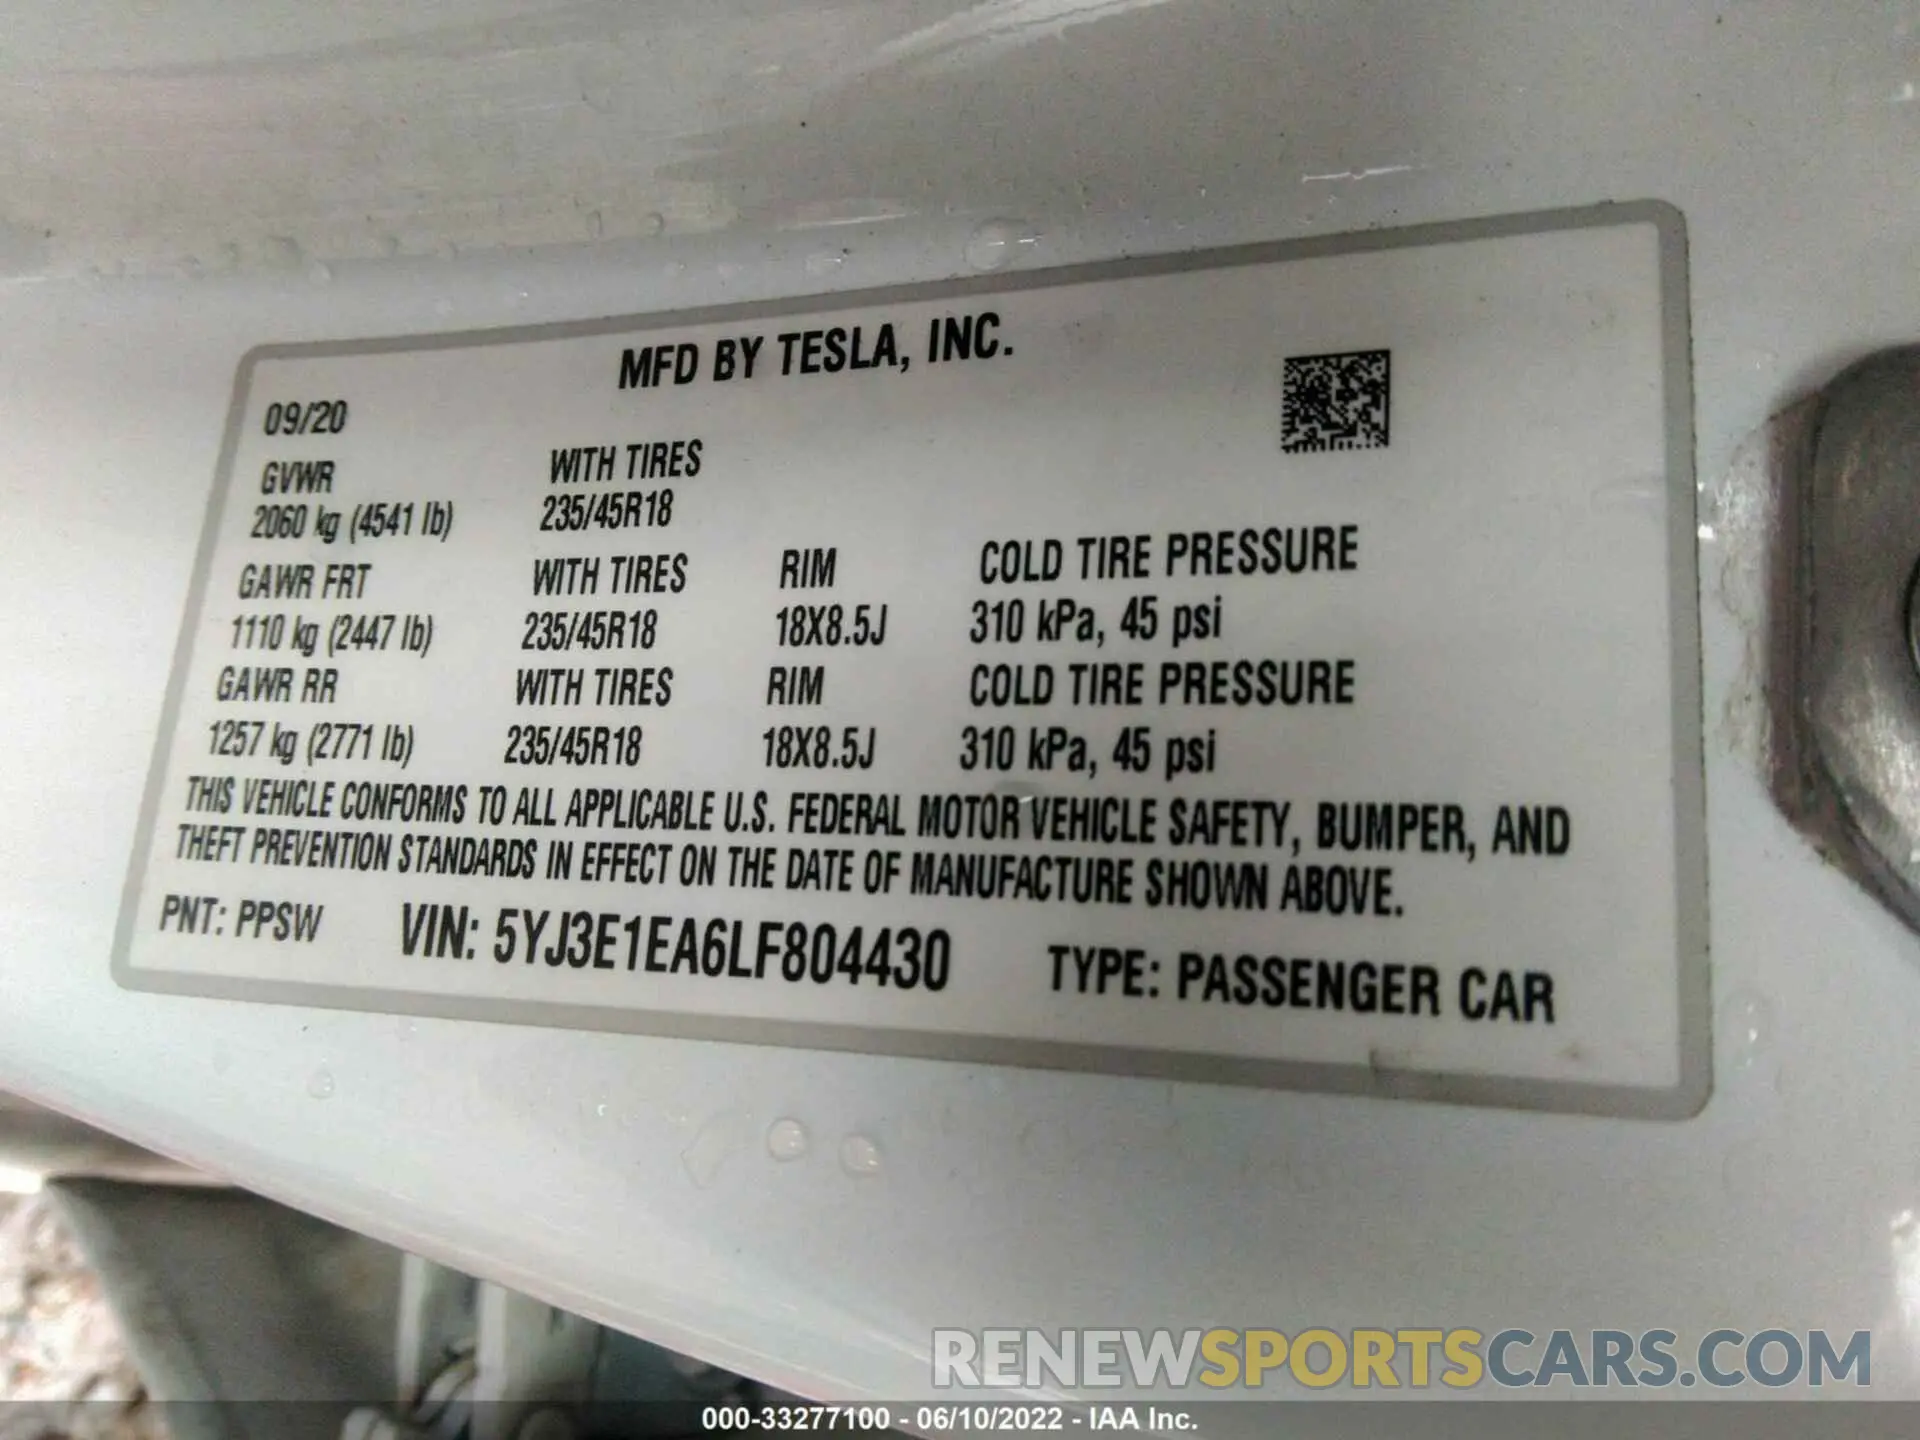 MFD BY TESLA, INC.
09/20
GVWR WITH TIRES
2060 kg (4541 lb) 235/45R18
GAWR FRT WITH TIRES RIM COLD TIRE PRESSURE
1110 kg (2447 lb) 235/45R18 18X8.5J 310 kPa, 45 psi
GAWR RR WITH TIRES RIM COLD TIRE PRESSURE
1257 kg (2771 lb) 235/45R18 18X8.5J 310 kPa, 45 psi
THIS VEHICLE CONFORMS TO ALL APPLICABLE U.S. FEDERAL MOTOR VEHICLE SAFETY, BUMPER, AND
THEFT PREVENTION STANDARDS IN EFFECT ON THE DATE OF MANUFACTURE SHOWN ABOVE.
PNT: PPSW VIN: 5YJ3E1EA6LF804430 TYPE: PASSENGER CAR
RENEWSPORTSCARS.COM
000-33277100 - 06/10/2022 - IAA Inc.